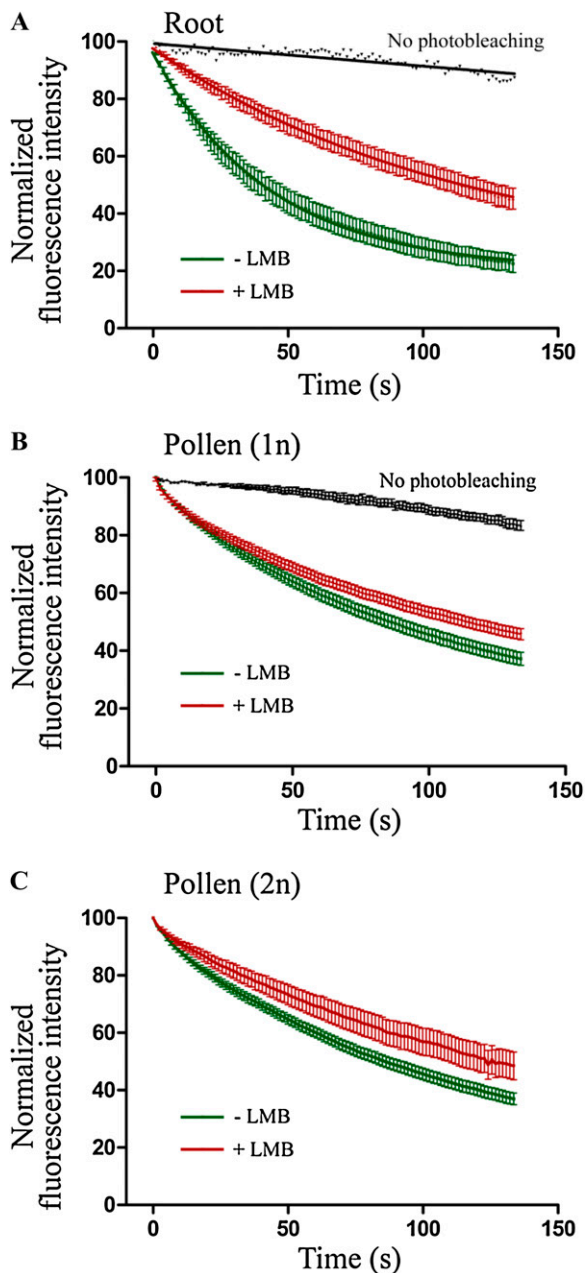 A
Root
No photobleaching
100
80
60
40
20
0
Normalized
fluorescence intensity
- LMB
+ LMB
0 50 100 150
Time (s)
B
Pollen (1n)
No photobleaching
100
80
60
40
20
0
Normalized
fluorescence intensity
- LMB
+ LMB
0 50 100 150
Time (s)
C
Pollen (2n)
100
80
60
40
20
0
Normalized
fluorescence intensity
- LMB
+ LMB
0 50 100 150
Time (s)